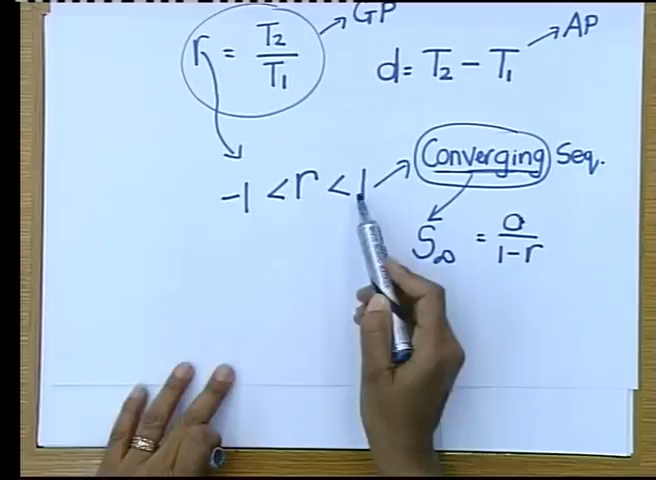 r = T₂/T₁ → GP
d = T₂ − T₁ → AP
-1 < r < 1 → Converging Seq.
S∞ = a/1-r